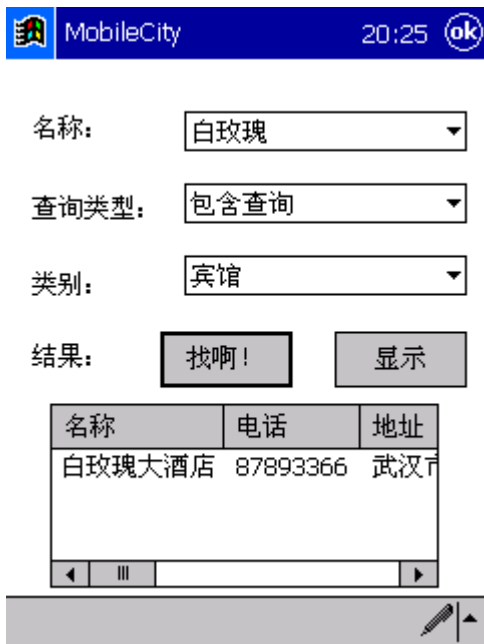 MobileCity 20:25 ok
名称： 白玫瑰
查询类型： 包含查询
类别： 宾馆
结果： 找啊！ 显示
名称 电话 地址
白玫瑰大酒店 87893366 武汉